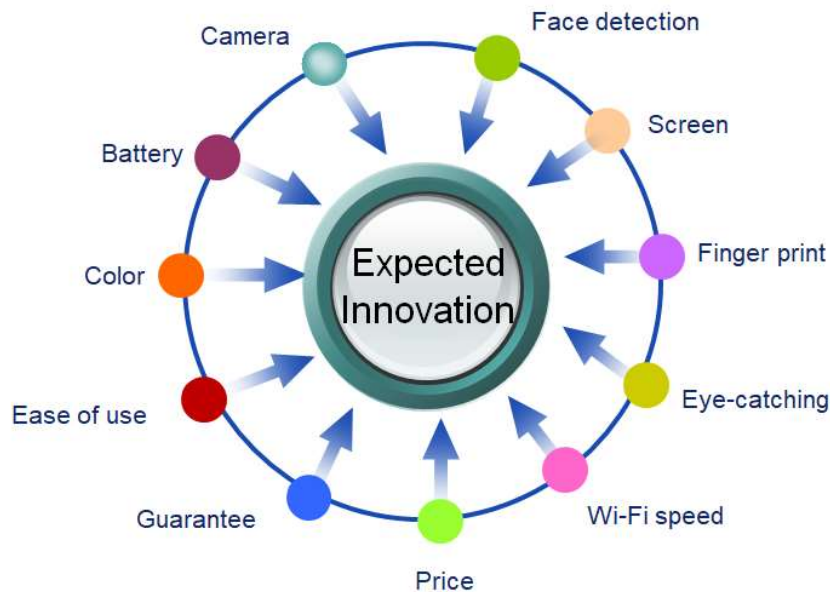 Camera
Face detection
Battery
Screen
Color
Expected
Innovation
Finger print
Ease of use
Eye-catching
Guarantee
Wi-Fi speed
Price